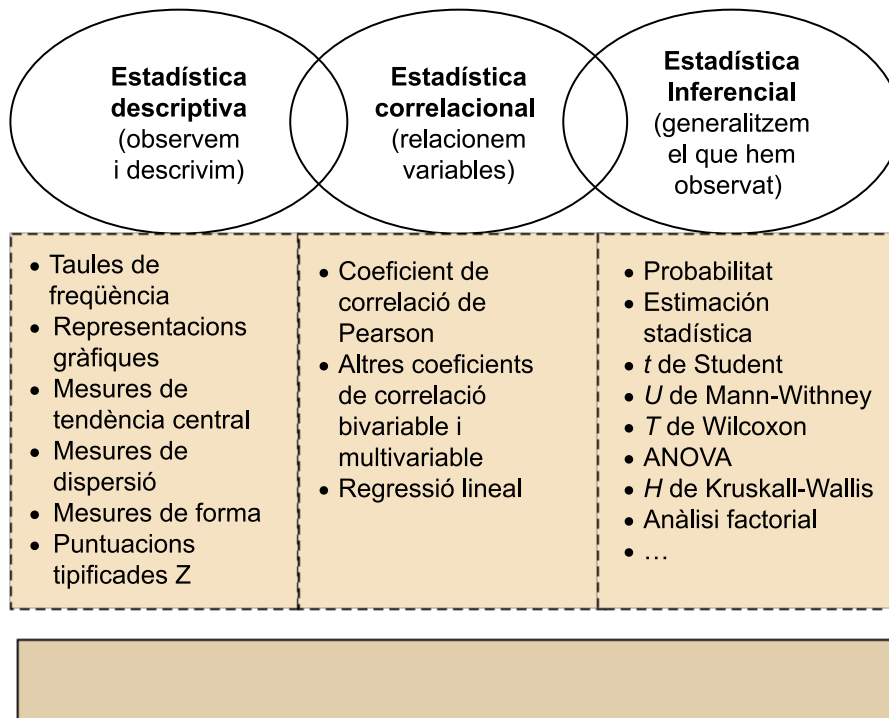 Estadística
descriptiva
(observem
i descrivim)
Estadística
correlacional
(relacionem
variables)
Estadística
Inferencial
(generalitzem
el que hem
observat)
• Taules de
freqüència
• Representacions
gràfiques
• Mesures de
tendència central
• Mesures de
dispersió
• Mesures de forma
• Puntuacions
tipificades Z
• Coeficient de
correlació de
Pearson
• Altres coeficients
de correlació
bivariable i
multivariable
• Regressió lineal
• Probabilitat
• Estimación
stadística
• t de Student
• U de Mann-Withney
• T de Wilcoxon
• ANOVA
• H de Kruskall-Wallis
• Anàlisi factorial
• …